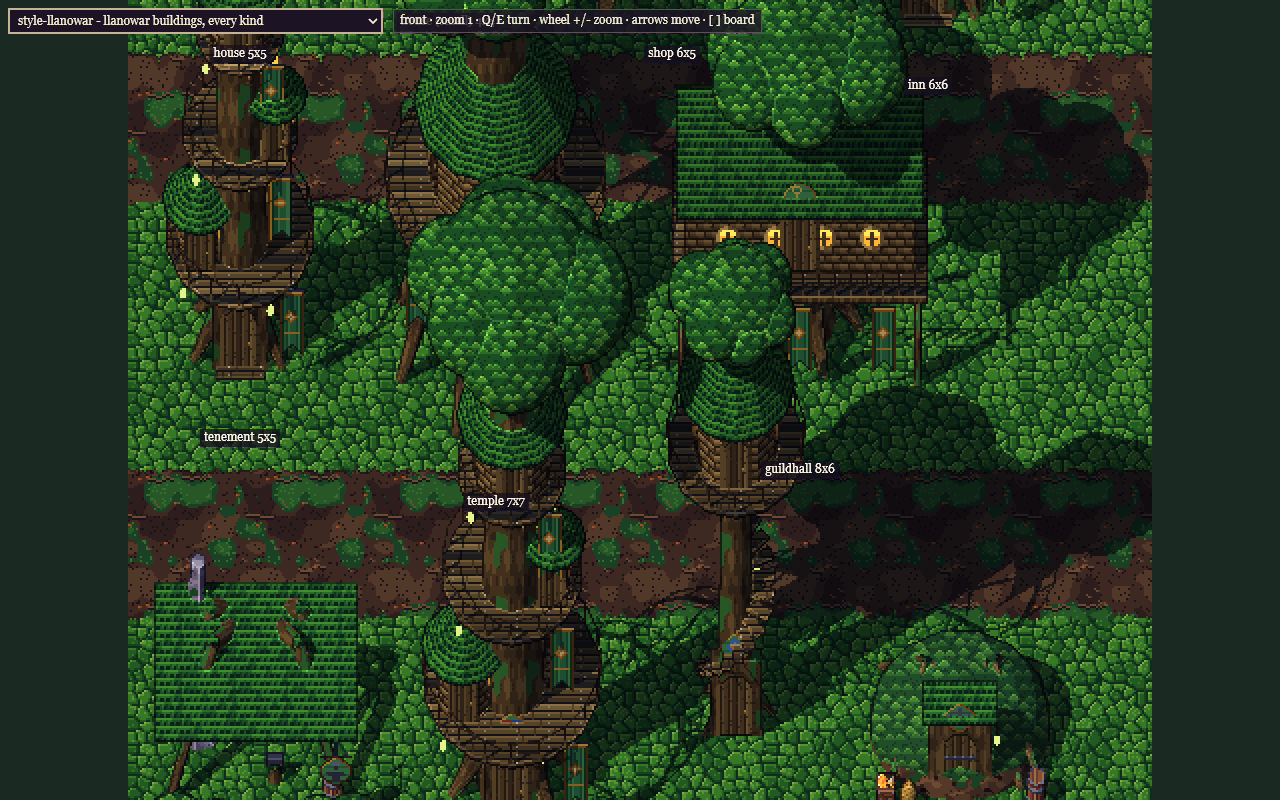 style-llanowar - llanowar buildings, every kind
front · zoom 1 · Q/E turn · wheel +/- zoom · arrows move · [ ] board
house 5x5
shop 6x5
inn 6x6
tenement 5x5
guildhall 8x6
temple 7x7